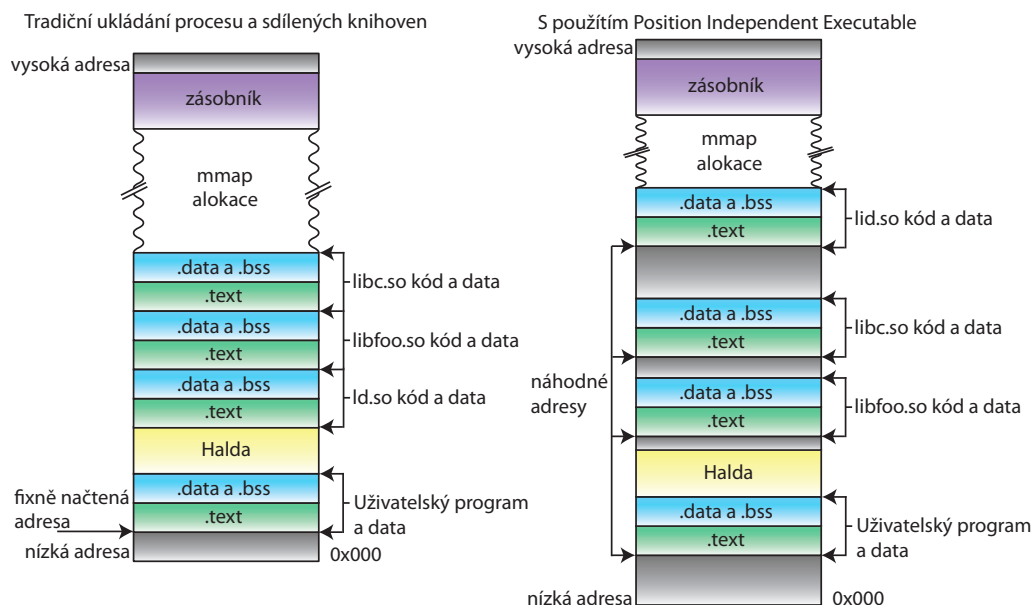 Tradiční ukládání procesu a sdílených knihoven
vysoká adresa
zásobník
mmap
alokace
.data a .bss
.text
libc.so kód a data
.data a .bss
.text
libfoo.so kód a data
.data a .bss
.text
ld.so kód a data
Halda
.data a .bss
.text
Uživatelský program
a data
fixně načtená
adresa
nízká adresa
0x000
S použítím Position Independent Executable
vysoká adresa
zásobník
mmap
alokace
.data a .bss
.text
lid.so kód a data
.data a .bss
.text
libc.so kód a data
náhodné
adresy
.data a .bss
.text
libfoo.so kód a data
Halda
.data a .bss
.text
Uživatelský program
a data
nízká adresa
0x000